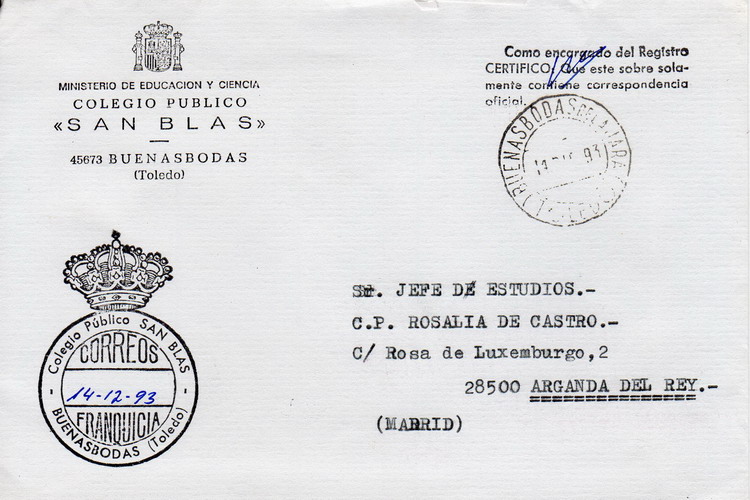 MINISTERIO DE EDUCACION Y CIENCIA
COLEGIO PUBLICO
«SAN BLAS»
45673 BUENASBODAS
(Toledo)
Como encargado del Registro
CERTIFICO: Que este sobre sola-
mente contiene correspondencia
oficial.
BUENASBODAS
93
(TOLEDO)
Colegio Público SAN BLAS
CORREOS
14-12-93
FRANQUICIA
BUENASBODAS (Toledo)
Sr. JEFE DE ESTUDIOS.-
C.P. ROSALIA DE CASTRO.-
C/ Rosa de Luxemburgo,2
28500 ARGANDA DEL REY.-
(MADRID)